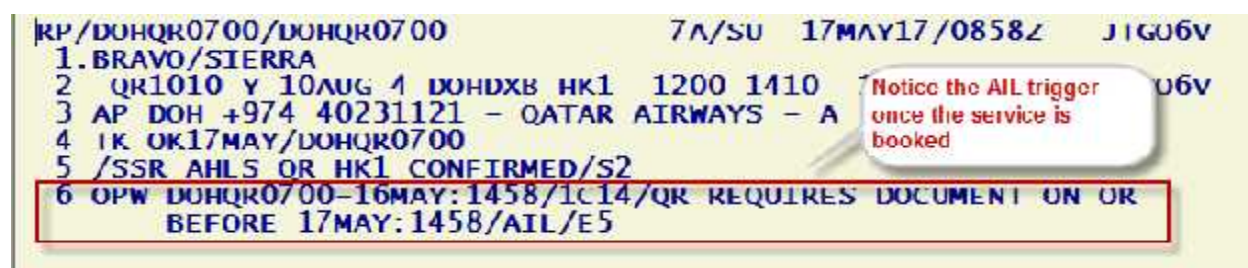 RP/DOHQR0700/DOHQR0700 7A/SU 17MAY17/0858Z JTGO6V
1.BRAVO/SIERRA
2 QR1010 Y 10AUG 4 DOHDXB HK1 1200 1410 O6V
3 AP DOH +974 40231121 - QATAR AIRWAYS - A
4 TK OK17MAY/DOHQR0700
5 /SSR AHLS QR HK1 CONFIRMED/S2
6 OPW DOHQR0700-16MAY:1458/1C14/QR REQUIRES DOCUMENT ON OR
BEFORE 17MAY:1458/AIL/E5
Notice the AIL trigger
once the service is
booked